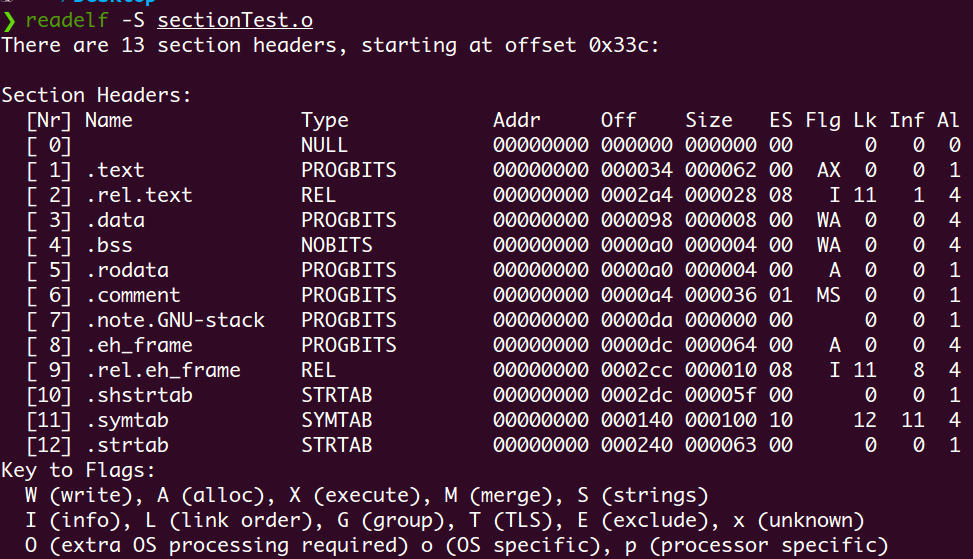 ❯ readelf -S sectionTest.o
There are 13 section headers, starting at offset 0x33c:
Section Headers:
[Nr] Name Type Addr Off Size ES Flg Lk Inf Al
[ 0] NULL 00000000 000000 000000 00 0 0 0
[ 1] .text PROGBITS 00000000 000034 000062 00 AX 0 0 1
[ 2] .rel.text REL 00000000 0002a4 000028 08 I 11 1 4
[ 3] .data PROGBITS 00000000 000098 000008 00 WA 0 0 4
[ 4] .bss NOBITS 00000000 0000a0 000004 00 WA 0 0 4
[ 5] .rodata PROGBITS 00000000 0000a0 000004 00 A 0 0 1
[ 6] .comment PROGBITS 00000000 0000a4 000036 01 MS 0 0 1
[ 7] .note.GNU-stack PROGBITS 00000000 0000da 000000 00 0 0 1
[ 8] .eh_frame PROGBITS 00000000 0000dc 000064 00 A 0 0 4
[ 9] .rel.eh_frame REL 00000000 0002cc 000010 08 I 11 8 4
[10] .shstrtab STRTAB 00000000 0002dc 00005f 00 0 0 1
[11] .symtab SYMTAB 00000000 000140 000100 10 12 11 4
[12] .strtab STRTAB 00000000 000240 000063 00 0 0 1
Key to Flags:
W (write), A (alloc), X (execute), M (merge), S (strings)
I (info), L (link order), G (group), T (TLS), E (exclude), x (unknown)
O (extra OS processing required) o (OS specific), p (processor specific)